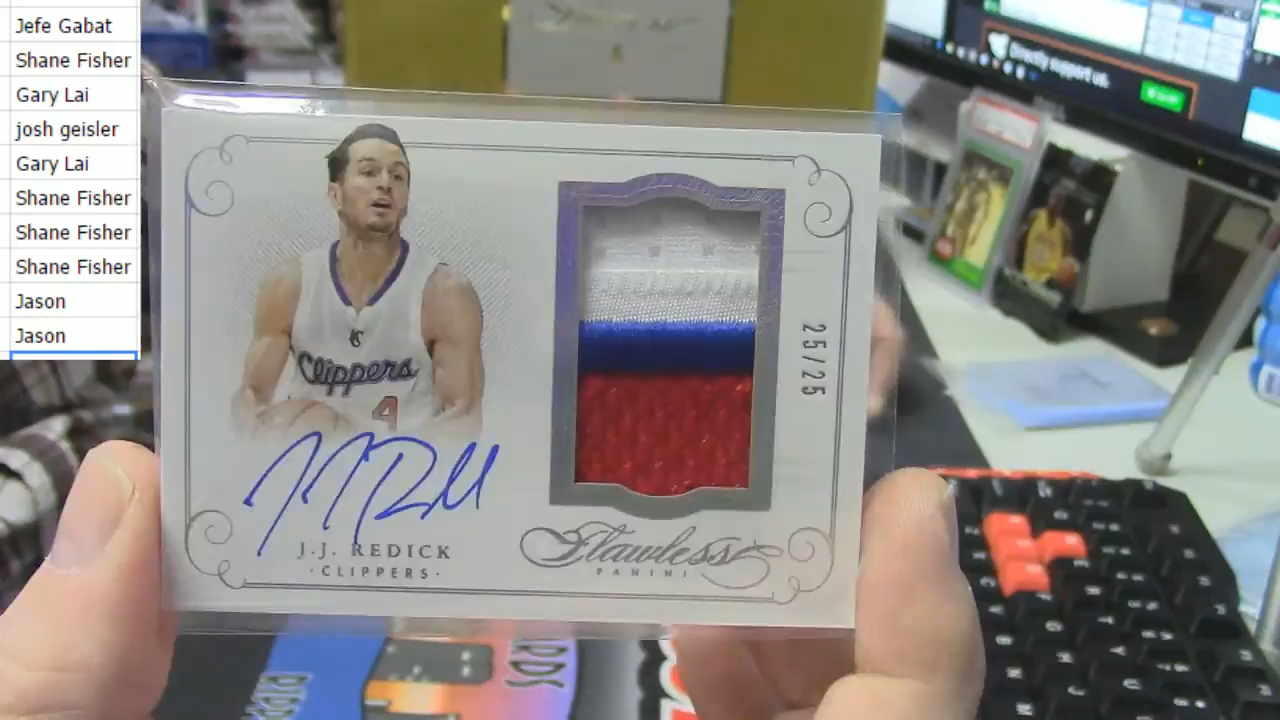 Jefe Gabat
Shane Fisher
Gary Lai
josh geisler
Gary Lai
Shane Fisher
Shane Fisher
Shane Fisher
Jason
Jason
Directly support us.
Clippers
4
25/25
J.J. REDICK
·CLIPPERS·
Flawless
PANINI